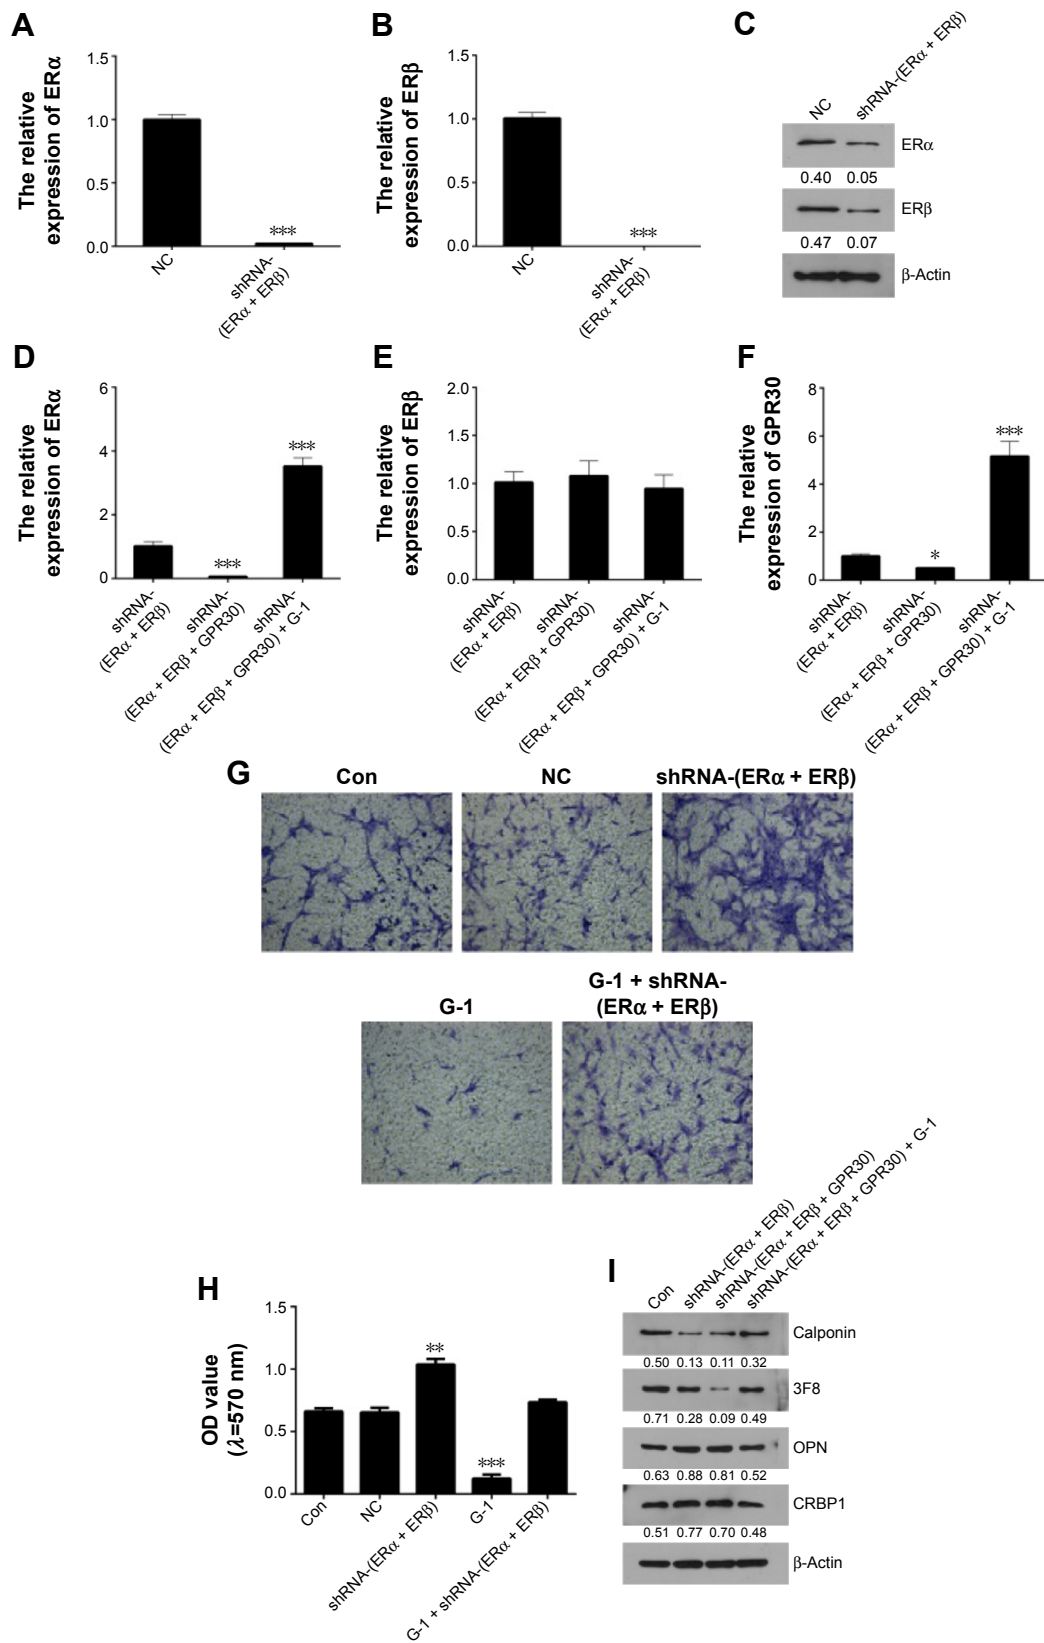 A
The relative
expression of ERα
1.5
1.0
0.5
0.0
***
NC
shRNA-
(ERα + ERβ)
B
The relative
expression of ERβ
1.5
1.0
0.5
0.0
***
NC
shRNA-
(ERα + ERβ)
C
NC
shRNA-(ERα + ERβ)
ERα
0.40 0.05
ERβ
0.47 0.07
β-Actin
D
The relative
expression of ERα
6
4
2
0
***
***
shRNA-
(ERα + ERβ)
shRNA-
(ERα + ERβ + GPR30)
shRNA-
(ERα + ERβ + GPR30) + G-1
E
The relative
expression of ERβ
2.0
1.5
1.0
0.5
0.0
shRNA-
(ERα + ERβ)
shRNA-
(ERα + ERβ + GPR30)
shRNA-
(ERα + ERβ + GPR30) + G-1
F
The relative
expression of GPR30
8
6
4
2
0
*
***
shRNA-
(ERα + ERβ)
shRNA-
(ERα + ERβ + GPR30)
shRNA-
(ERα + ERβ + GPR30) + G-1
G
Con
NC
shRNA-(ERα + ERβ)
G-1
G-1 + shRNA-
(ERα + ERβ)
H
OD value
(λ=570 nm)
1.5
1.0
0.5
0.0
**
***
Con
NC
shRNA-(ERα + ERβ)
G-1
G-1 + shRNA-(ERα + ERβ)
I
Con
shRNA-(ERα + ERβ)
shRNA-(ERα + ERβ + GPR30)
shRNA-(ERα + ERβ + GPR30) + G-1
Calponin
0.50 0.13 0.11 0.32
3F8
0.71 0.28 0.09 0.49
OPN
0.63 0.88 0.81 0.52
CRBP1
0.51 0.77 0.70 0.48
β-Actin